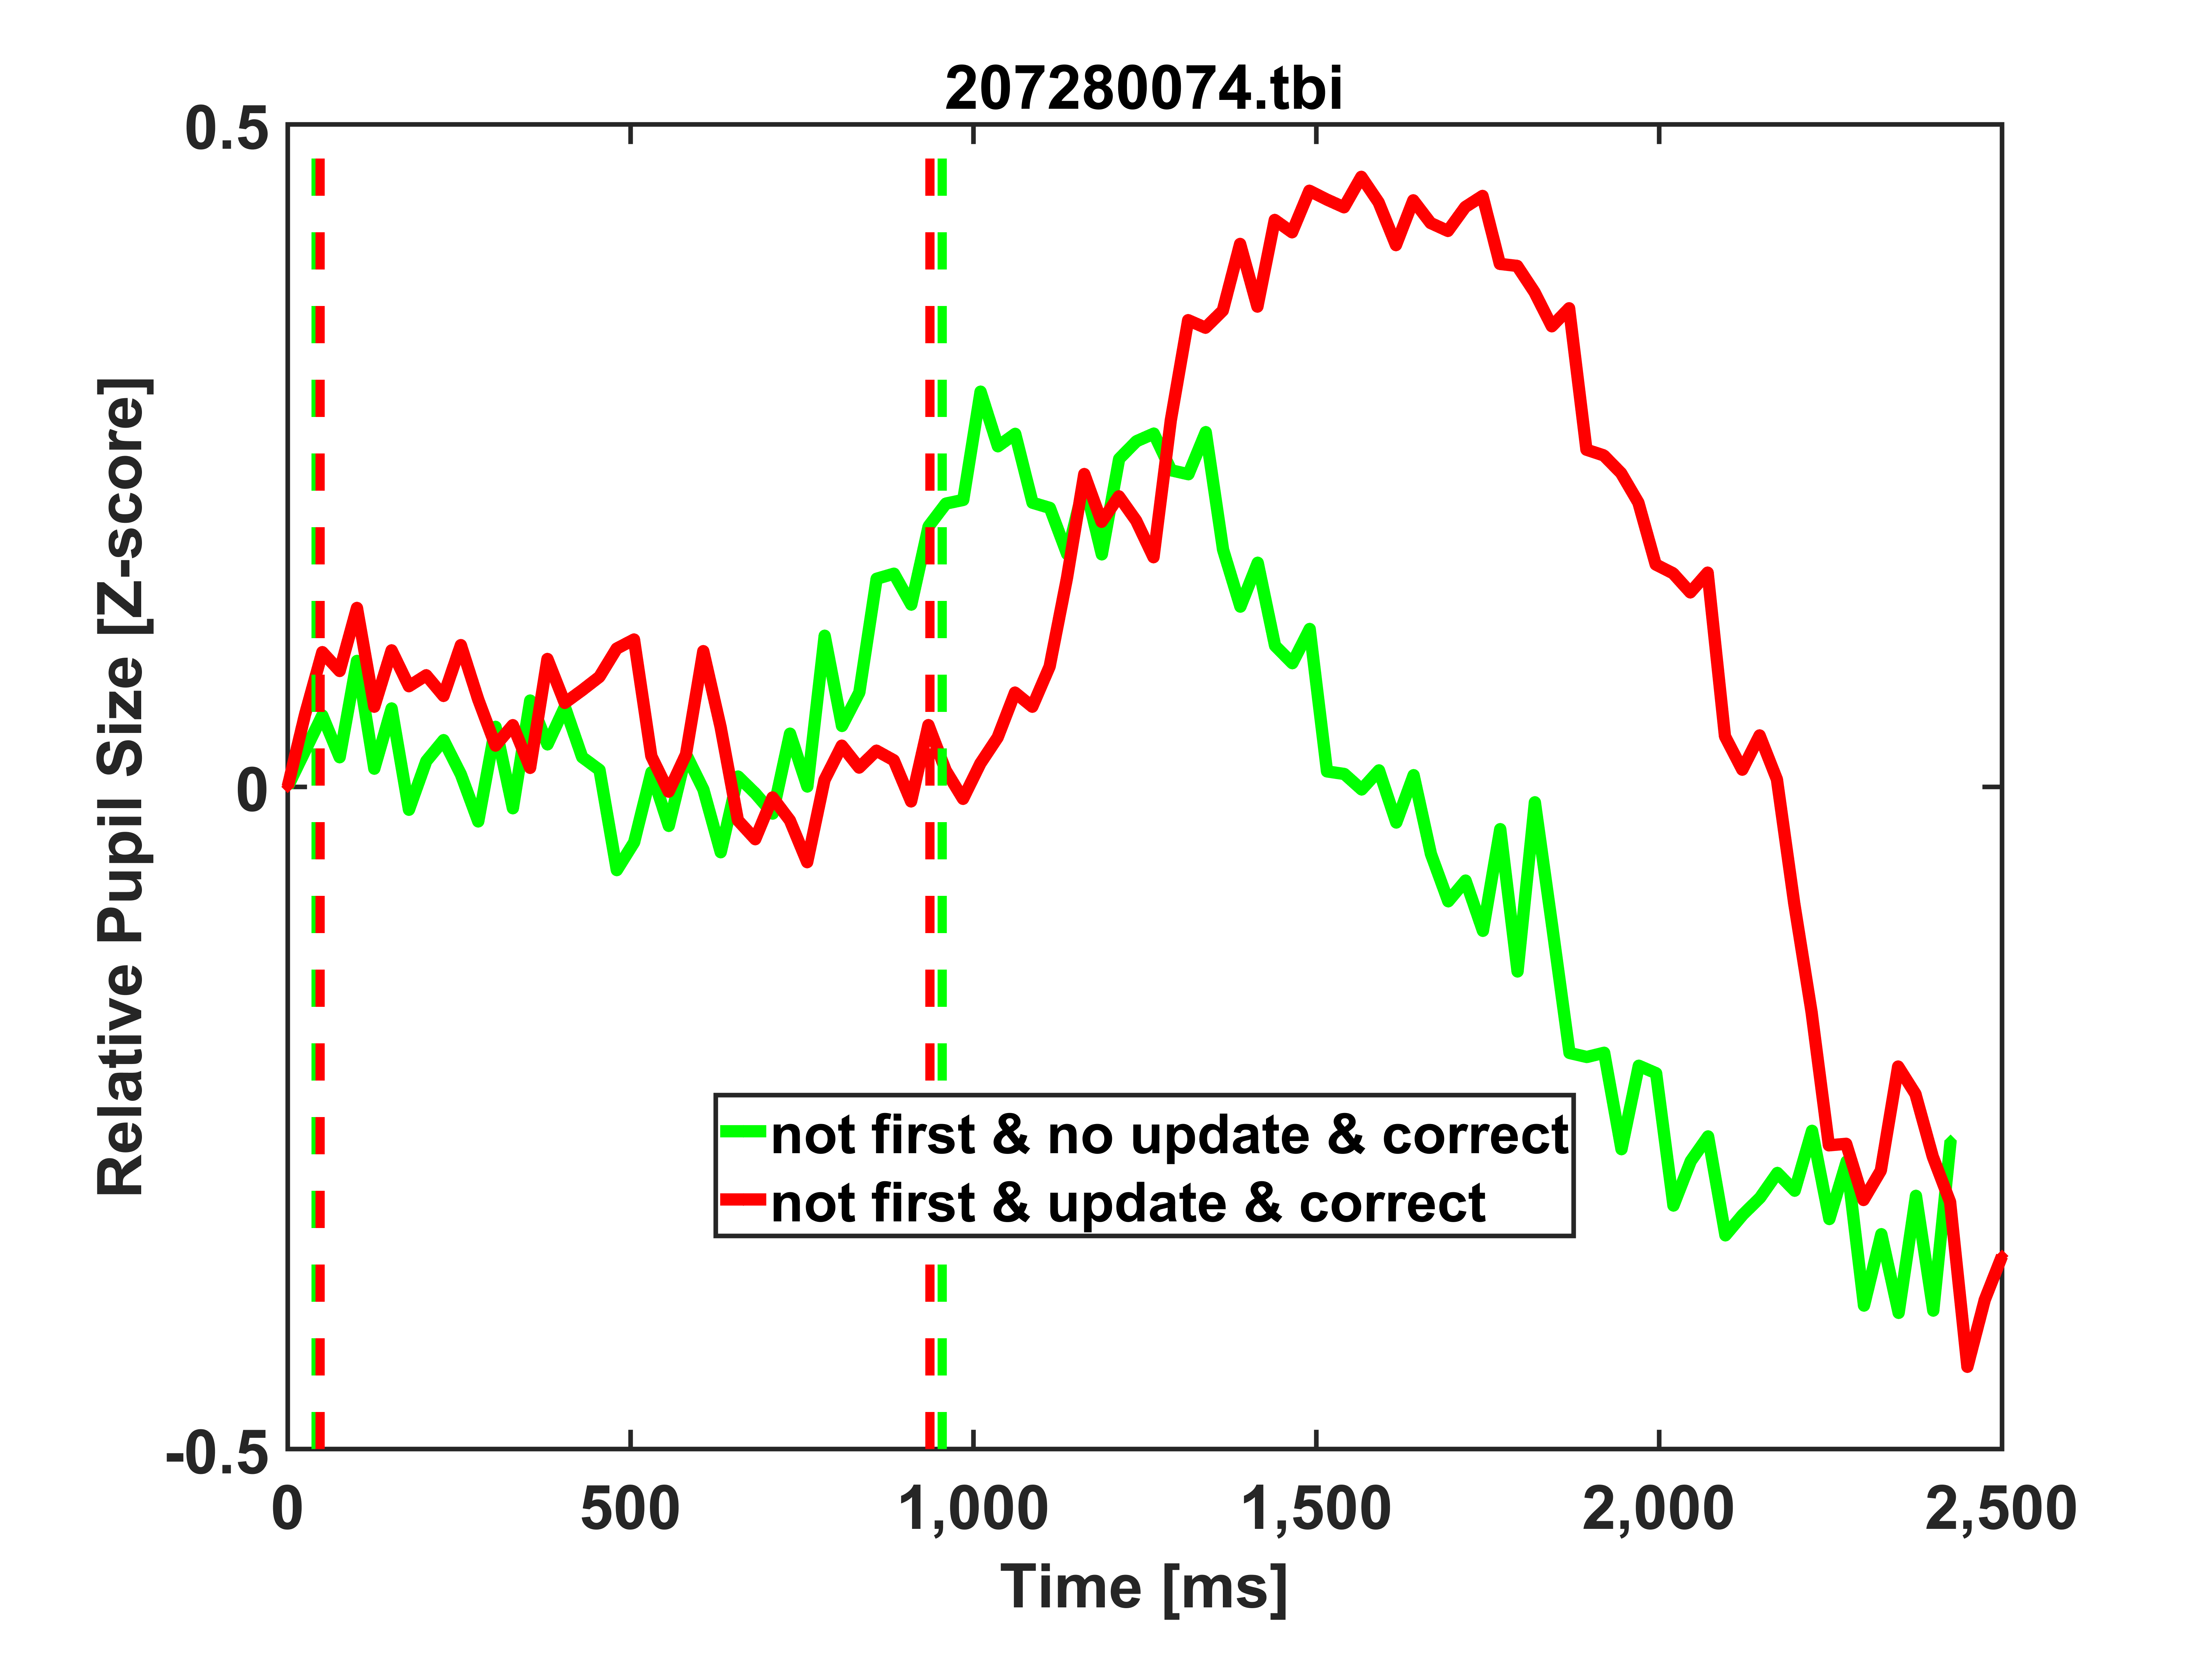 207280074.tbi
0.5
0
-0.5
Relative Pupil Size [Z-score]
not first & no update & correct
not first & update & correct
0 500 1,000 1,500 2,000 2,500
Time [ms]